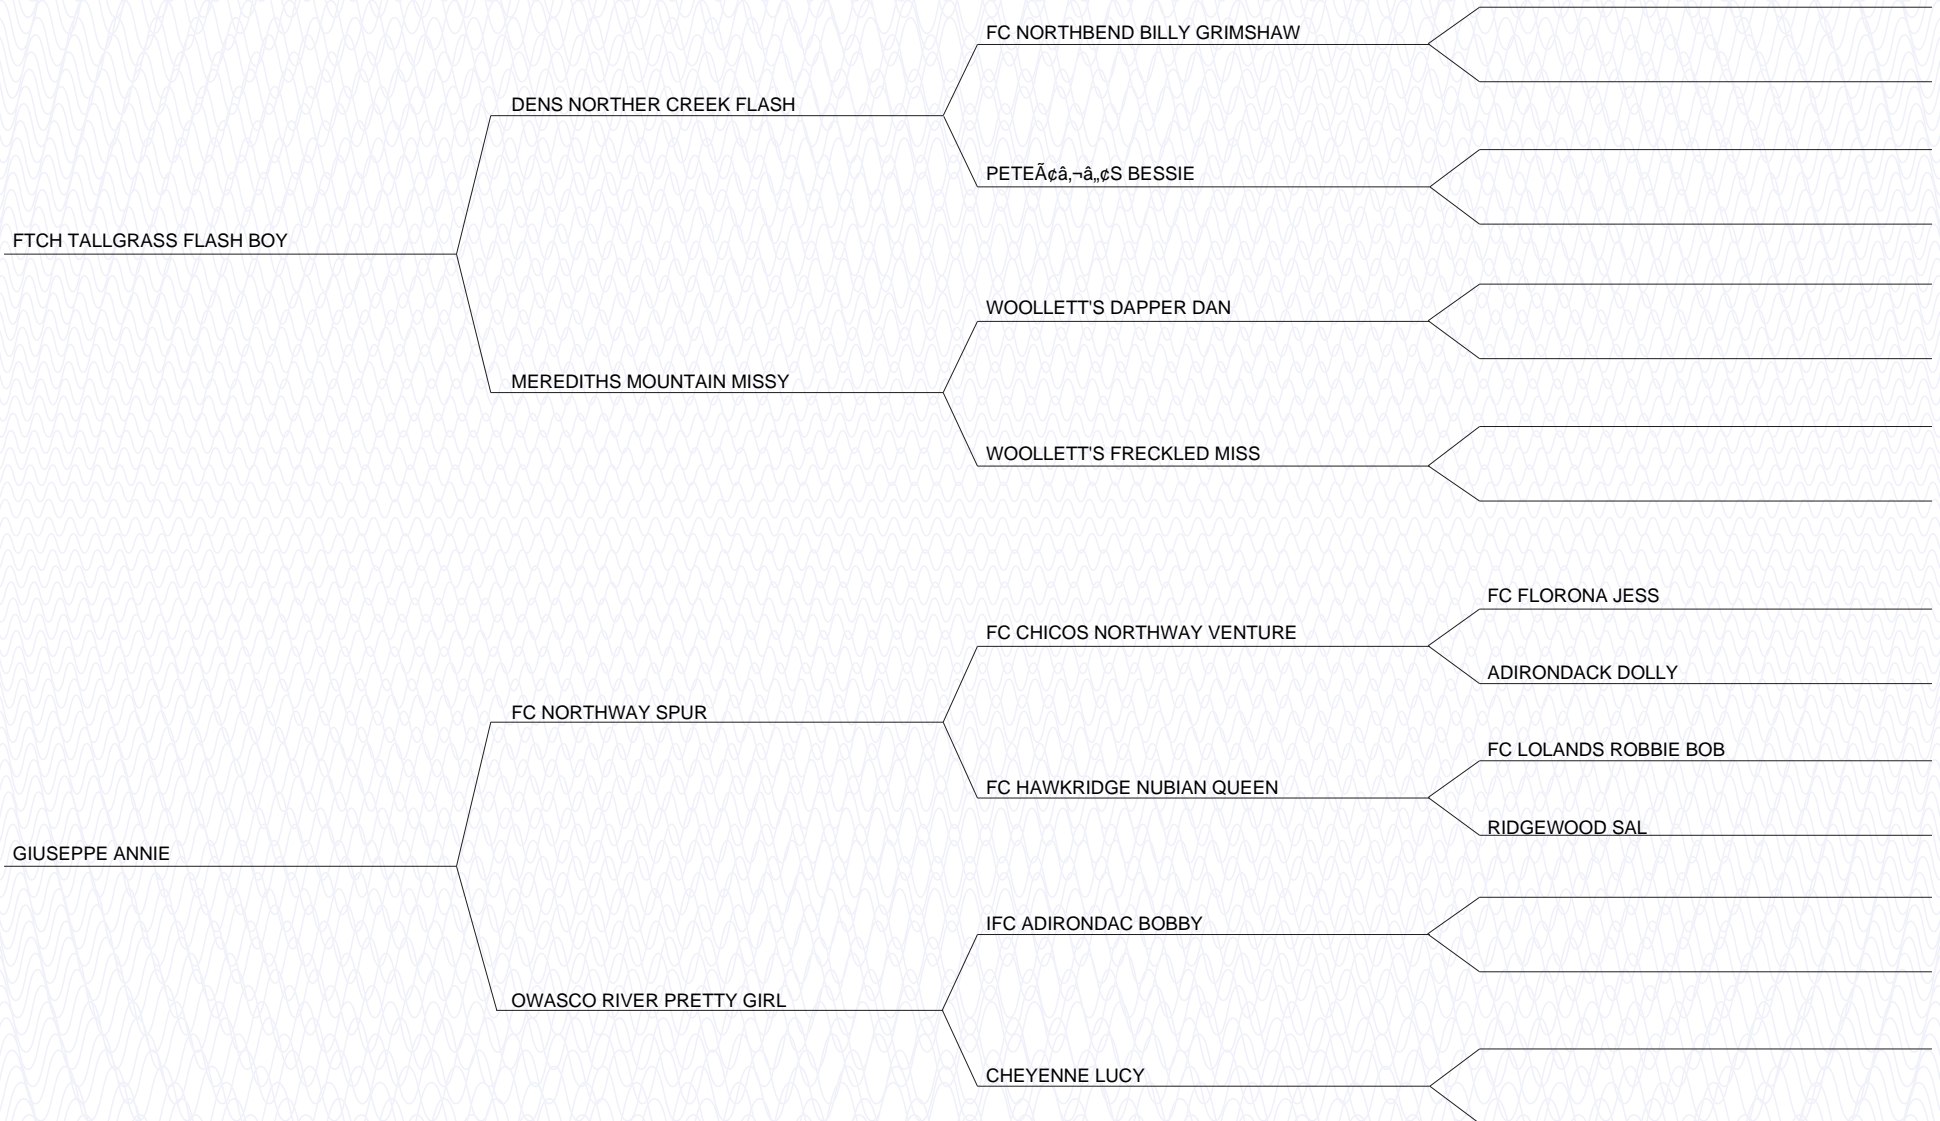 FC NORTHBEND BILLY GRIMSHAW
DENS NORTHER CREEK FLASH
PETEÃ¢â‚¬â„¢S BESSIE
FTCH TALLGRASS FLASH BOY
WOOLLETT'S DAPPER DAN
MEREDITHS MOUNTAIN MISSY
WOOLLETT'S FRECKLED MISS
FC FLORONA JESS
FC CHICOS NORTHWAY VENTURE
ADIRONDACK DOLLY
FC NORTHWAY SPUR
FC LOLANDS ROBBIE BOB
FC HAWKRIDGE NUBIAN QUEEN
RIDGEWOOD SAL
GIUSEPPE ANNIE
IFC ADIRONDAC BOBBY
OWASCO RIVER PRETTY GIRL
CHEYENNE LUCY